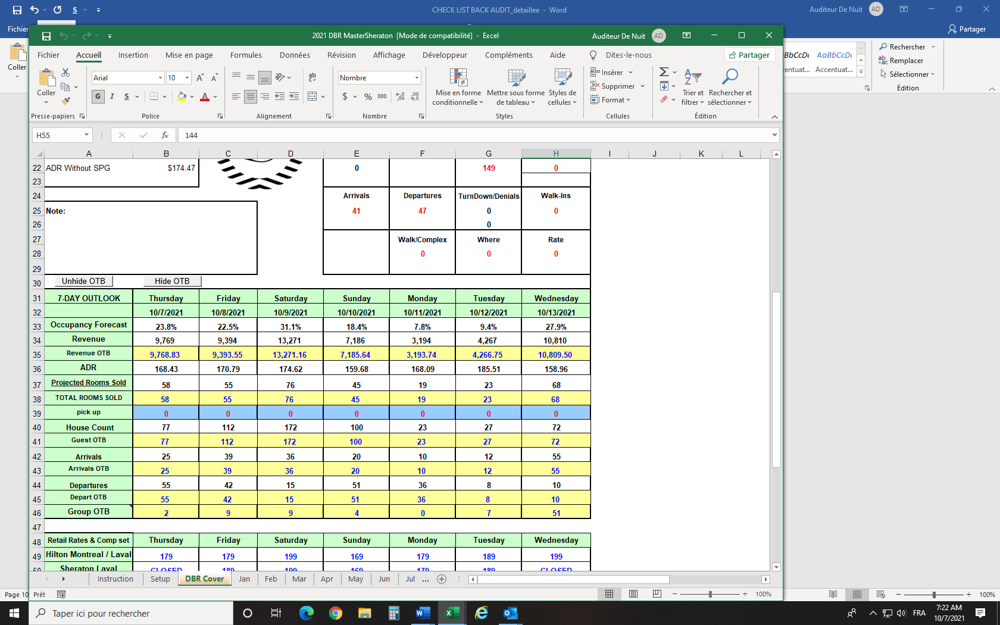 CHECK LIST BACK AUDIT_detaillee - Word
Auditeur De Nuit AD
Fichier
Partager
2021 DBR MasterSheraton [Mode de compatibilité] - Excel
Auditeur De Nuit AD
Fichier Accueil Insertion Mise en page Formules Données Révision Affichage Développeur Compléments Aide Dites-le-nous Partager
Coller
Coller
Arial 10
G I S
ab
Nombre
$ % 000
Mise en forme conditionnelle
Mettre sous forme de tableau
Styles de cellules
Insérer
Supprimer
Format
Trier et filtrer
Rechercher et sélectionner
Presse-papiers Police Alignement Nombre Styles Cellules Édition
AaBbCcDc
Accentuat...
Rechercher
Remplacer
Sélectionner
Édition
H55 fx 144
A B C D E F G H I J K L
22 ADR Without SPG $174.47 0 149 0
23
24 Arrivals Departures TurnDown/Denials Walk-Ins
25 Note: 41 47 0 0
26 0
27 Walk/Complex Where Rate
28 0 0 0
29
30 Unhide OTB Hide OTB
31 7-DAY OUTLOOK Thursday Friday Saturday Sunday Monday Tuesday Wednesday
32 10/7/2021 10/8/2021 10/9/2021 10/10/2021 10/11/2021 10/12/2021 10/13/2021
33 Occupancy Forecast 23.8% 22.5% 31.1% 18.4% 7.8% 9.4% 27.9%
34 Revenue 9,769 9,394 13,271 7,186 3,194 4,267 10,810
35 Revenue OTB 9,768.83 9,393.55 13,271.16 7,185.64 3,193.74 4,266.75 10,809.50
36 ADR 168.43 170.79 174.62 159.68 168.09 185.51 158.96
37 Projected Rooms Sold 58 55 76 45 19 23 68
38 TOTAL ROOMS SOLD 58 55 76 45 19 23 68
39 pick up 0 0 0 0 0 0 0
40 House Count 77 112 172 100 23 27 72
41 Guest OTB 77 112 172 100 23 27 72
42 Arrivals 25 39 36 20 10 12 55
43 Arrivals OTB 25 39 36 20 10 12 55
44 Departures 55 42 15 51 36 8 10
45 Depart OTB 55 42 15 51 36 8 10
46 Group OTB 2 9 9 4 0 7 51
47
48 Retail Rates & Comp set Thursday Friday Saturday Sunday Monday Tuesday Wednesday
49 Hilton Montreal / Laval 179 179 199 169 179 189 199
50 Sheraton Laval CLOSED 189 199 169 179 189 CLOSED
Instruction Setup DBR Cover Jan Feb Mar Apr May Jun Jul ...
Page 10
Prêt
100%
100%
Taper ici pour rechercher
FRA
7:22 AM
10/7/2021